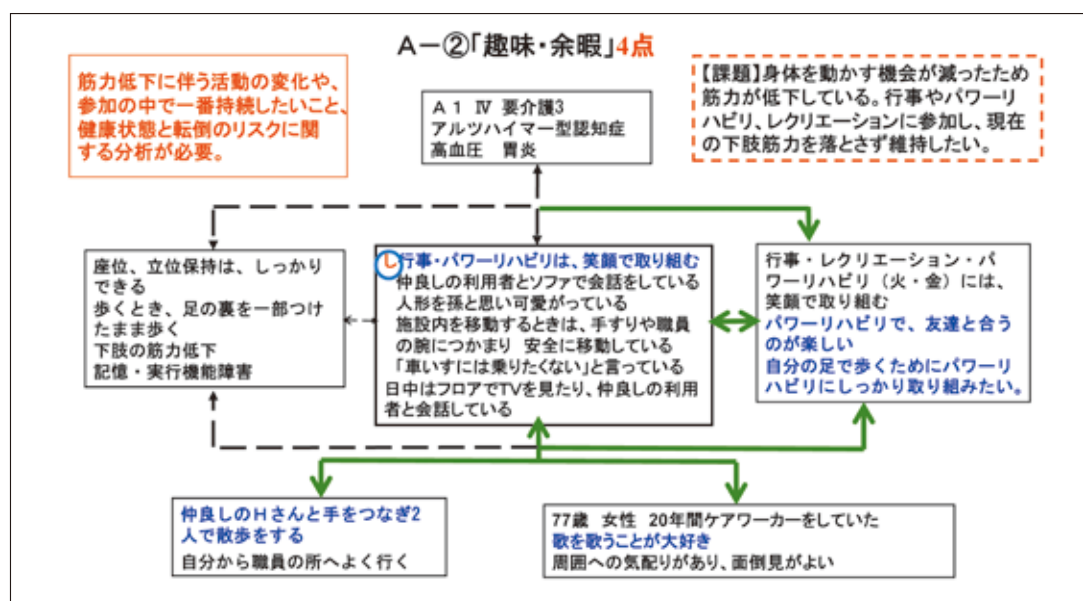 A-②「趣味・余暇」4点
筋力低下に伴う活動の変化や、
参加の中で一番持続したいこと、
健康状態と転倒のリスクに関
する分析が必要。
A1 Ⅳ 要介護3
アルツハイマー型認知症
高血圧 胃炎
【課題】身体を動かす機会が減ったため
筋力が低下している。行事やパワーリ
ハビリ、レクリエーションに参加し、現在
の下肢筋力を落とさず維持したい。
座位、立位保持は、しっかり
できる
歩くとき、足の裏を一部つけ
たまま歩く
下肢の筋力低下
記憶・実行機能障害
行事・パワーリハビリは、笑顔で取り組む
仲良しの利用者とソファで会話をしている
人形を孫と思い可愛がっている
施設内を移動するときは、手すりや職員
の腕につかまり 安全に移動している
「車いすには乗りたくない」と言っている
日中はフロアでTVを見たり、仲良しの利用
者と会話している
行事・レクリエーション・パ
ワーリハビリ（火・金）には、
笑顔で取り組む
パワーリハビリで、友達と合う
のが楽しい
自分の足で歩くためにパワーリ
ハビリにしっかり取り組みたい。
仲良しのHさんと手をつなぎ2
人で散歩をする
自分から職員の所へよく行く
77歳 女性 20年間ケアワーカーをしていた
歌を歌うことが大好き
周囲への気配りがあり、面倒見がよい